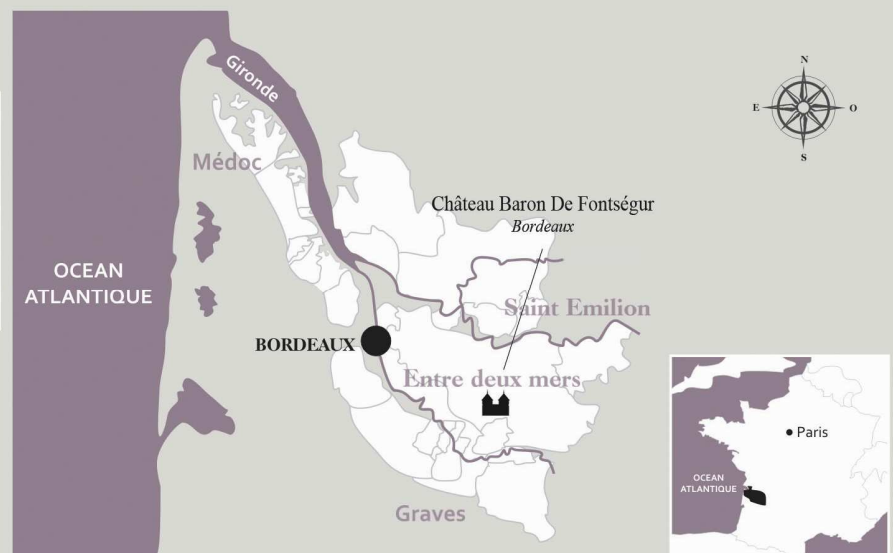 Gironde
N
E
O
S
Médoc
Château Baron De Fontségur
Bordeaux
OCEAN
ATLANTIQUE
Saint Emilion
BORDEAUX
Entre deux mers
Graves
Paris
OCEAN
ATLANTIQUE